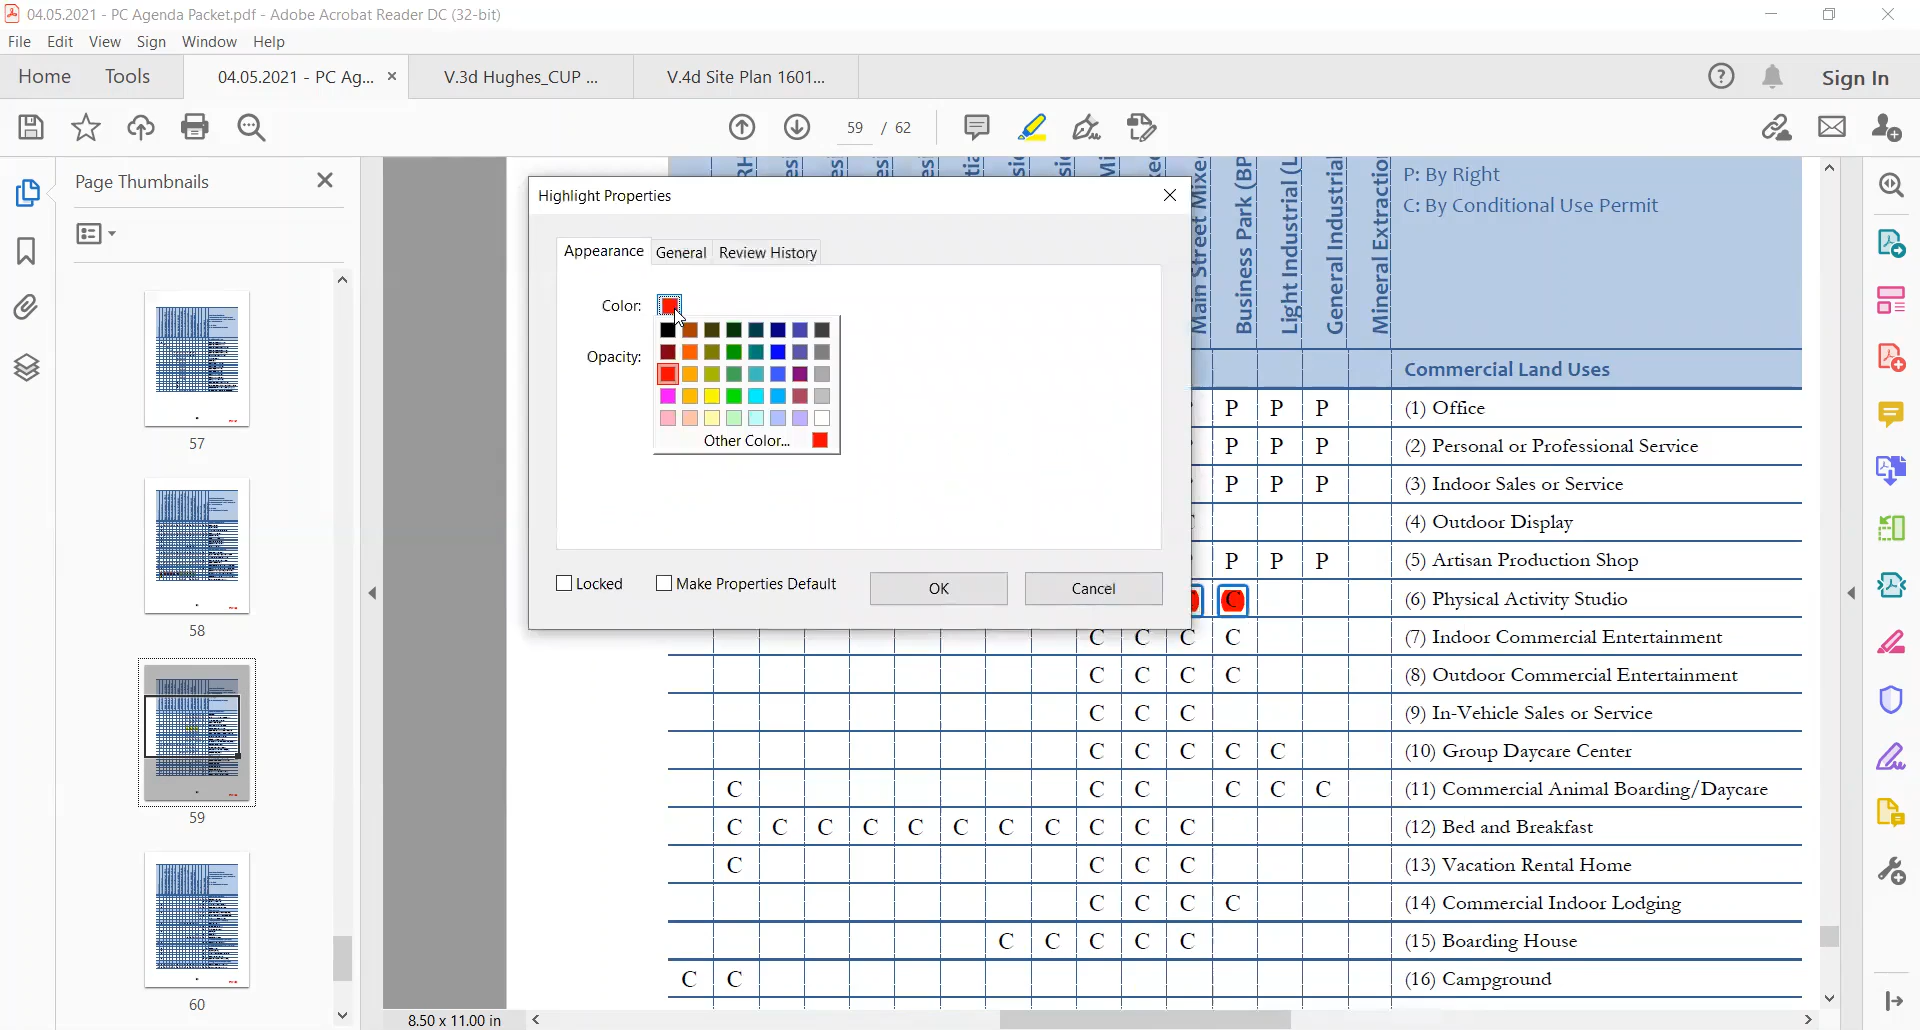 04.05.2021 - PC Agenda Packet.pdf - Adobe Acrobat Reader DC (32-bit)
File Edit View Sign Window Help
Home Tools 04.05.2021 - PC Ag... × V.3d Hughes_CUP ... V.4d Site Plan 1601... Sign In
59 / 62
Page Thumbnails
57
58
59
60
Highlight Properties
Appearance General Review History
Color:
Opacity:
Other Color...
Locked Make Properties Default OK Cancel
Main Street Mixed
Business Park (BP
Light Industrial (L
General Industrial
Mineral Extractio
P: By Right
C: By Conditional Use Permit
Commercial Land Uses
P P P (1) Office
P P P (2) Personal or Professional Service
P P P (3) Indoor Sales or Service
(4) Outdoor Display
P P P (5) Artisan Production Shop
C (6) Physical Activity Studio
C C C C (7) Indoor Commercial Entertainment
C C C C (8) Outdoor Commercial Entertainment
C C C (9) In-Vehicle Sales or Service
C C C C C (10) Group Daycare Center
C C C C C C (11) Commercial Animal Boarding/Daycare
C C C C C C C C C C C (12) Bed and Breakfast
C C C C (13) Vacation Rental Home
C C C C (14) Commercial Indoor Lodging
C C C C C (15) Boarding House
C C (16) Campground
8.50 x 11.00 in